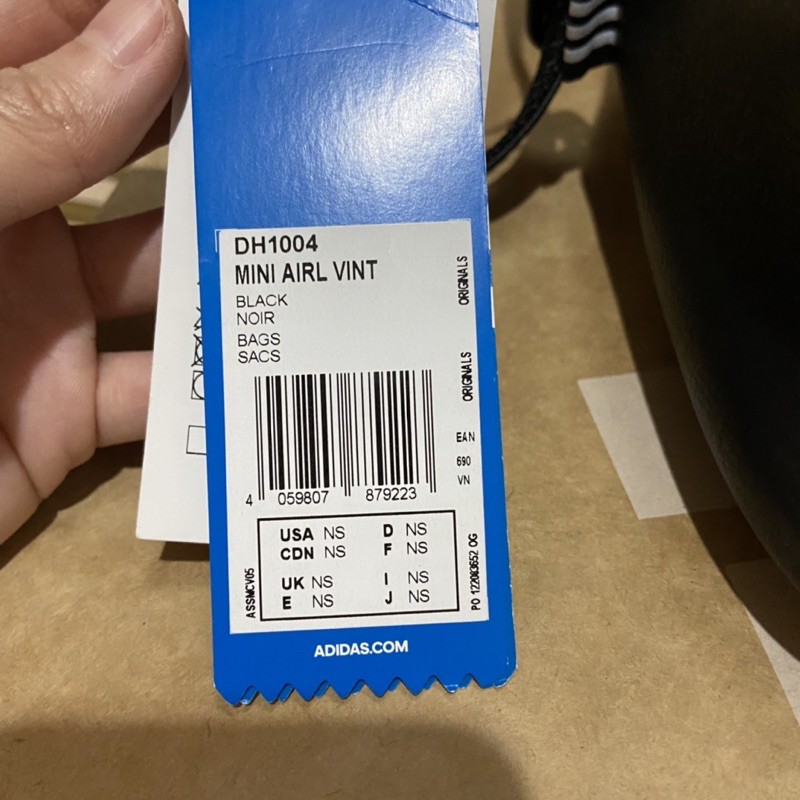 DH1004
MINI AIRL VINT
BLACK
NOIR
BAGS
SACS
ORIGINALS
ORIGINALS
EAN
690
VN
4 059807 879223
USA NS D NS
CDN NS F NS
UK NS I NS
E NS J NS
ASSMCV05
PO 122083652 OG
ADIDAS.COM